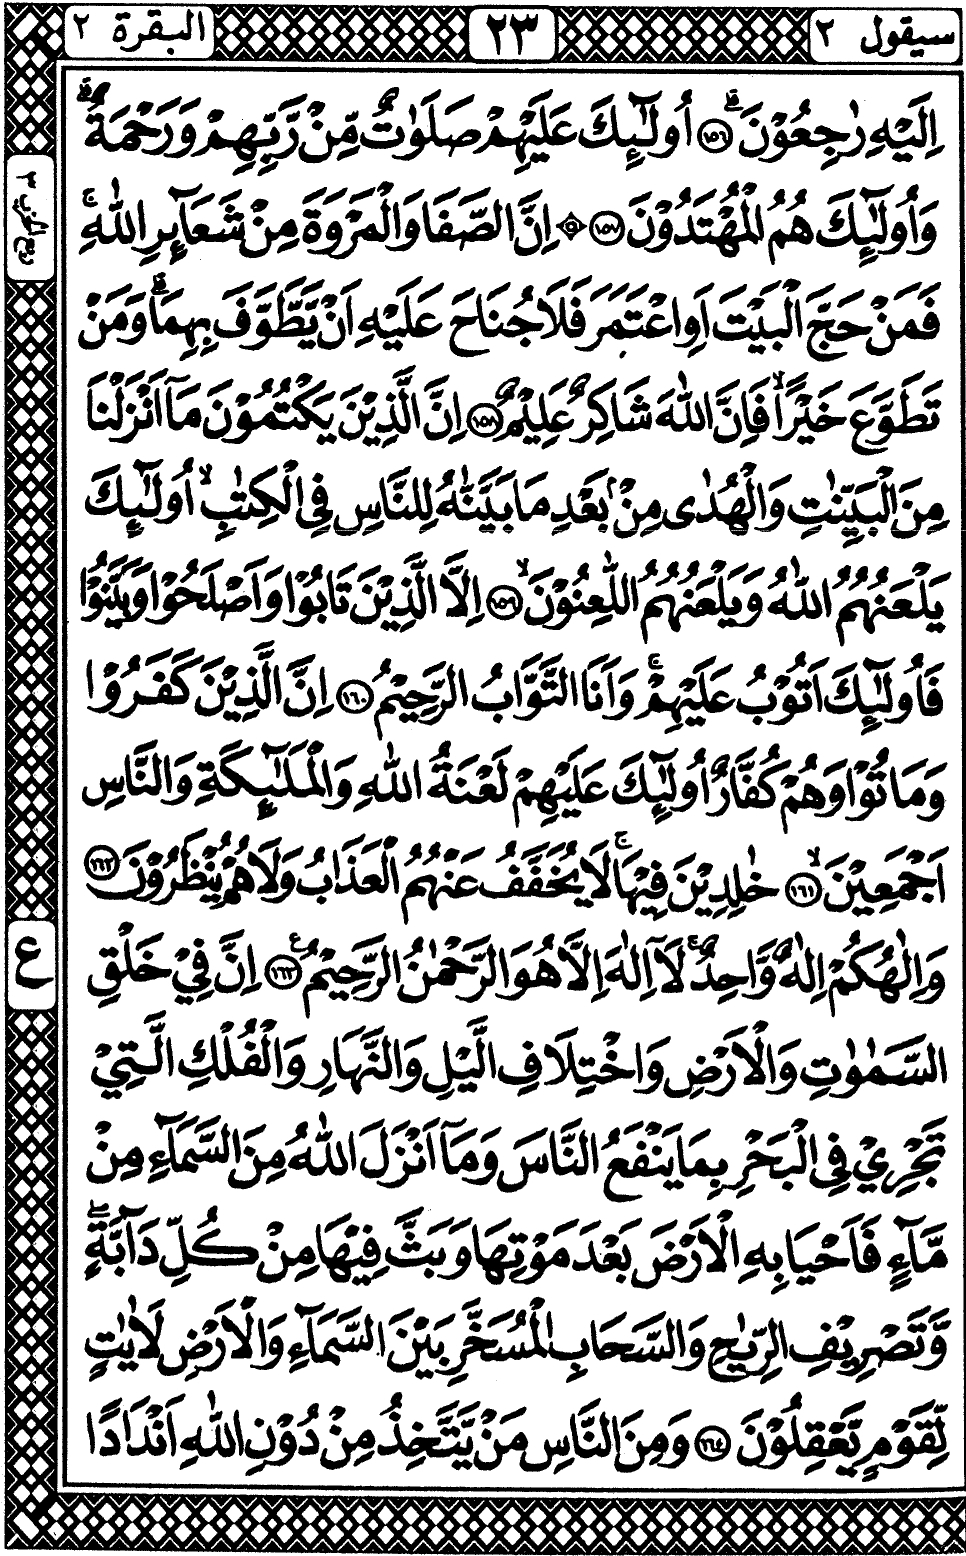 سيقول ٢
٢٣
البقرة ٢
اِلَيْهِ رٰجِعُوْنَ ۗ ﴿١٥٦﴾ اُولٰٓئِكَ عَلَيْهِمْ صَلَوٰتٌ مِّنْ رَّبِّهِمْ وَرَحْمَةٌ ۗ
وَاُولٰٓئِكَ هُمُ الْمُهْتَدُوْنَ ﴿١٥٧﴾ ۞ اِنَّ الصَّفَا وَالْمَرْوَةَ مِنْ شَعَآئِرِ اللّٰهِ ۚ
فَمَنْ حَجَّ الْبَيْتَ اَوِ اعْتَمَرَ فَلَا جُنَاحَ عَلَيْهِ اَنْ يَّطَّوَّفَ بِهِمَا ۗ وَمَنْ
تَطَوَّعَ خَيْرًا ۙ فَاِنَّ اللّٰهَ شَاكِرٌ عَلِيْمٌ ﴿١٥٨﴾ اِنَّ الَّذِيْنَ يَكْتُمُوْنَ مَآ اَنْزَلْنَا
مِنَ الْبَيِّنٰتِ وَالْهُدٰى مِنْۢ بَعْدِ مَا بَيَّنّٰهُ لِلنَّاسِ فِى الْكِتٰبِ ۙ اُولٰٓئِكَ
يَلْعَنُهُمُ اللّٰهُ وَيَلْعَنُهُمُ اللّٰعِنُوْنَ ۙ ﴿١٥٩﴾ اِلَّا الَّذِيْنَ تَابُوْا وَاَصْلَحُوْا وَبَيَّنُوْا
فَاُولٰٓئِكَ اَتُوْبُ عَلَيْهِمْ ۚ وَاَنَا التَّوَّابُ الرَّحِيْمُ ﴿١٦٠﴾ اِنَّ الَّذِيْنَ كَفَرُوْا
وَمَاتُوْا وَهُمْ كُفَّارٌ اُولٰٓئِكَ عَلَيْهِمْ لَعْنَةُ اللّٰهِ وَالْمَلٰٓئِكَةِ وَالنَّاسِ
اَجْمَعِيْنَ ۙ ﴿١٦١﴾ خٰلِدِيْنَ فِيْهَا ۚ لَا يُخَفَّفُ عَنْهُمُ الْعَذَابُ وَلَا هُمْ يُنْظَرُوْنَ ﴿١٦٢﴾
وَاِلٰهُكُمْ اِلٰهٌ وَّاحِدٌ ۚ لَآ اِلٰهَ اِلَّا هُوَ الرَّحْمٰنُ الرَّحِيْمُ ﴿١٦٣﴾ ع اِنَّ فِيْ خَلْقِ
السَّمٰوٰتِ وَالْاَرْضِ وَاخْتِلَافِ الَّيْلِ وَالنَّهَارِ وَالْفُلْكِ الَّتِيْ
تَجْرِيْ فِى الْبَحْرِ بِمَا يَنْفَعُ النَّاسَ وَمَآ اَنْزَلَ اللّٰهُ مِنَ السَّمَآءِ مِنْ
مَّآءٍ فَاَحْيَا بِهِ الْاَرْضَ بَعْدَ مَوْتِهَا وَبَثَّ فِيْهَا مِنْ كُلِّ دَآبَّةٍ ۖ
وَّتَصْرِيْفِ الرِّيٰحِ وَالسَّحَابِ الْمُسَخَّرِ بَيْنَ السَّمَآءِ وَالْاَرْضِ لَاٰيٰتٍ
لِّقَوْمٍ يَّعْقِلُوْنَ ﴿١٦٤﴾ وَمِنَ النَّاسِ مَنْ يَّتَّخِذُ مِنْ دُوْنِ اللّٰهِ اَنْدَادًا
ربع الحزب ٣
ع